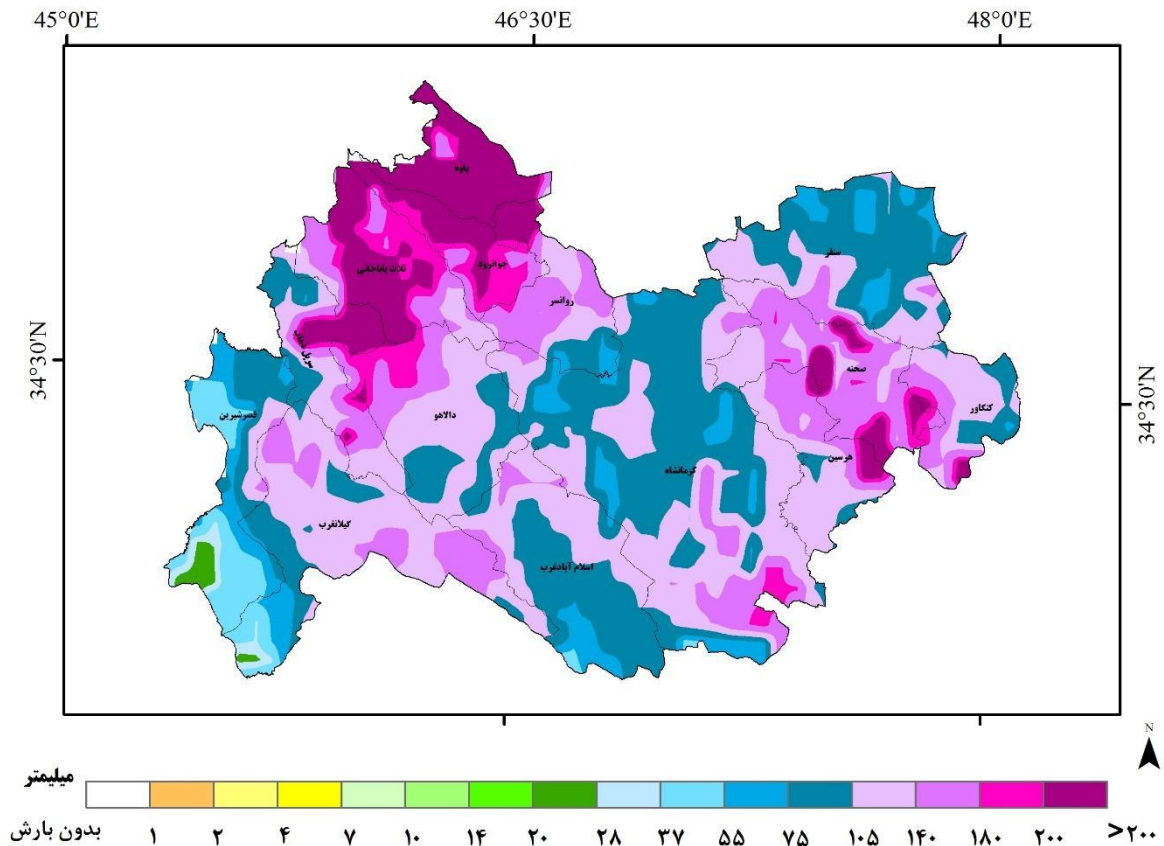 45°0'E 46°30'E 48°0'E
پاوه
سنقر
ثلاث باباجانی
جوانرود
روانسر
34°30'N
34°30'N
صحنه
کنگاور
قصرشیرین
دالاهو
هرسین
کرمانشاه
گیلانغرب
اسلام آبادغرب
N
میلیمتر
بدون بارش ۱ ۲ ۴ ۷ ۱۰ ۱۴ ۲۰ ۲۸ ۳۷ ۵۵ ۷۵ ۱۰۵ ۱۴۰ ۱۸۰ ۲۰۰ >۲۰۰